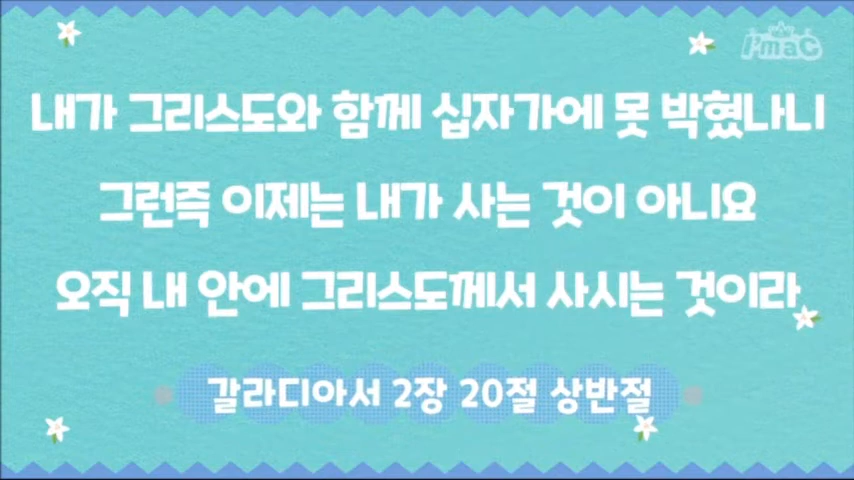 I'maG
내가 그리스도와 함께 십자가에 못 박혔나니
그런즉 이제는 내가 사는 것이 아니요
오직 내 안에 그리스도께서 사시는 것이라
갈라디아서 2장 20절 상반절